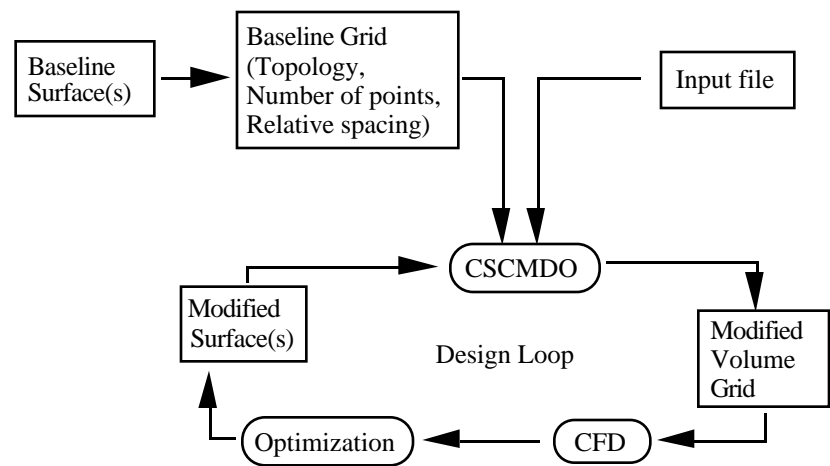 Baseline
Surface(s)
Baseline Grid
(Topology,
Number of points,
Relative spacing)
Input file
CSCMDO
Modified
Surface(s)
Design Loop
Modified
Volume
Grid
Optimization
CFD